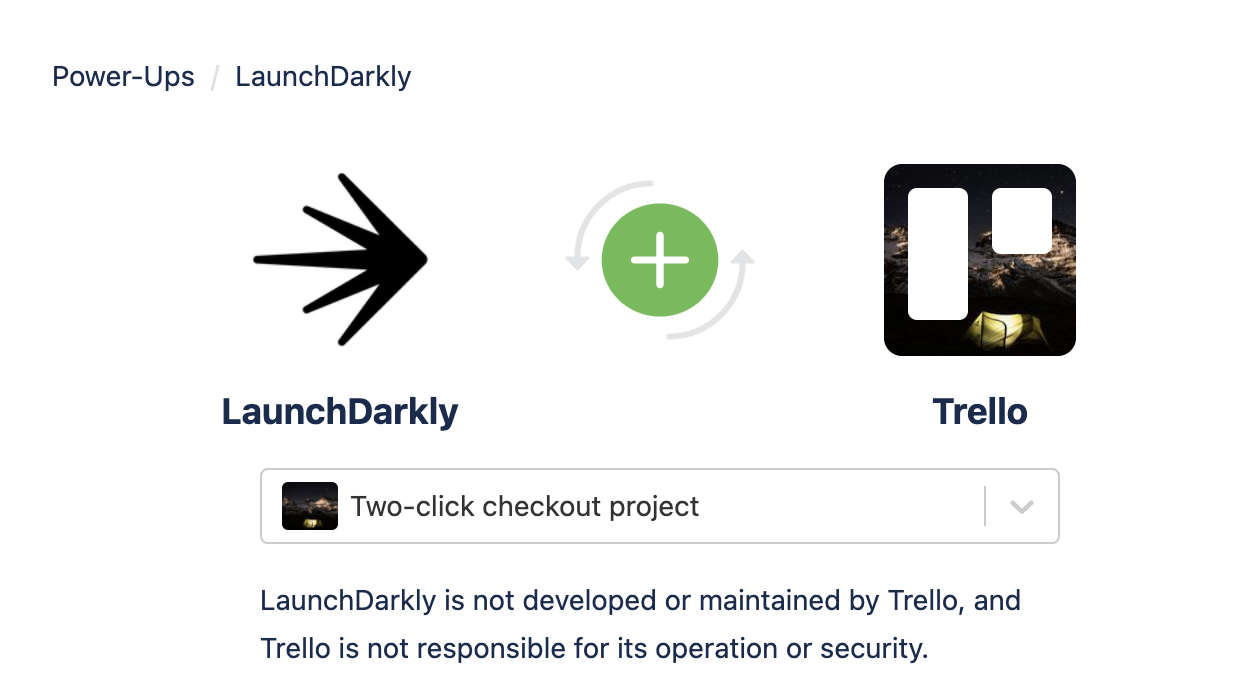 Power-Ups / LaunchDarkly
LaunchDarkly
Trello
Two-click checkout project
LaunchDarkly is not developed or maintained by Trello, and
Trello is not responsible for its operation or security.